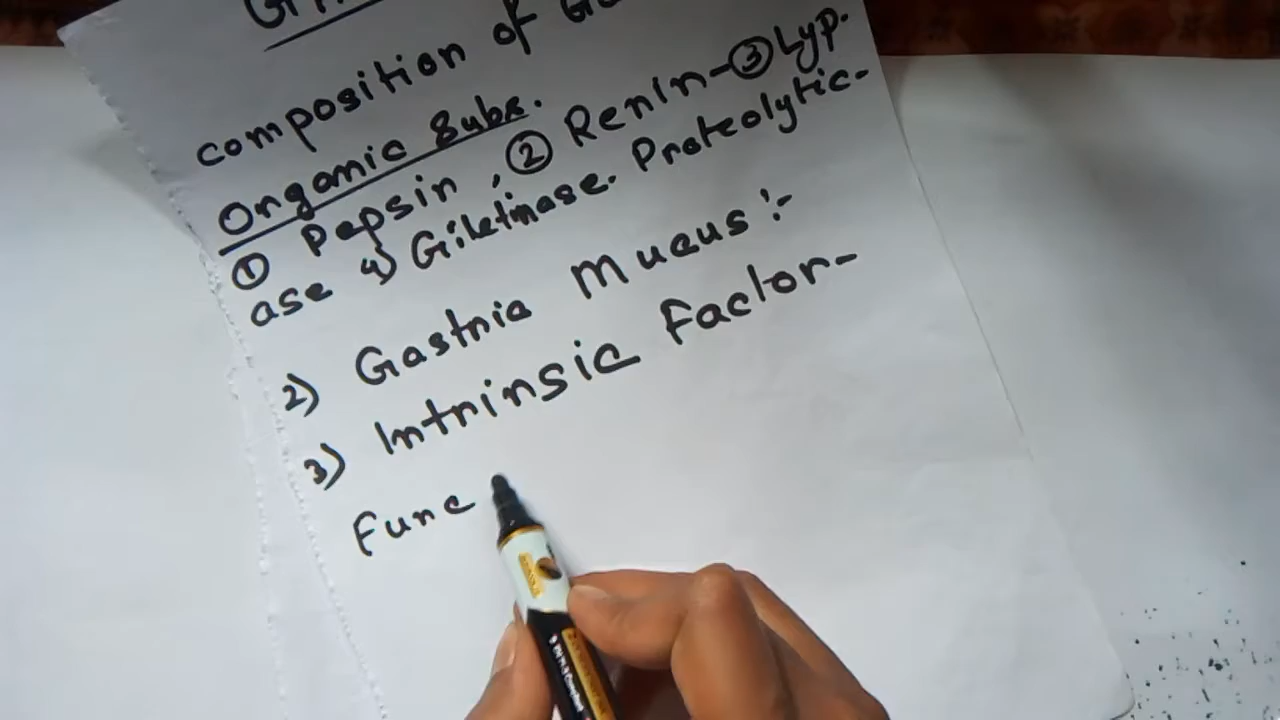 composition of G
Organic Subs.
① Pepsin, ② Renin-③ Lyp.
ase 4) Giletinase. Proteolytic-
2) Gastric Mucus :-
3) Intrinsic Factor-
Func